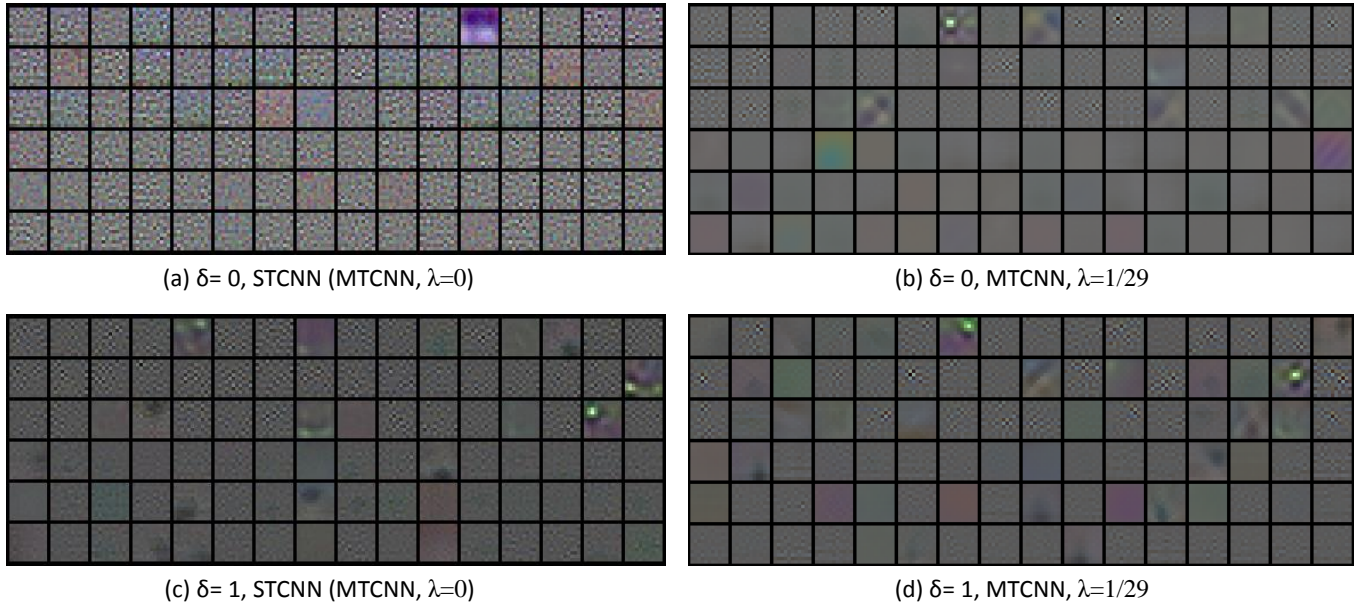 (a) δ= 0, STCNN (MTCNN, λ=0)
(b) δ= 0, MTCNN, λ=1/29
(c) δ= 1, STCNN (MTCNN, λ=0)
(d) δ= 1, MTCNN, λ=1/29